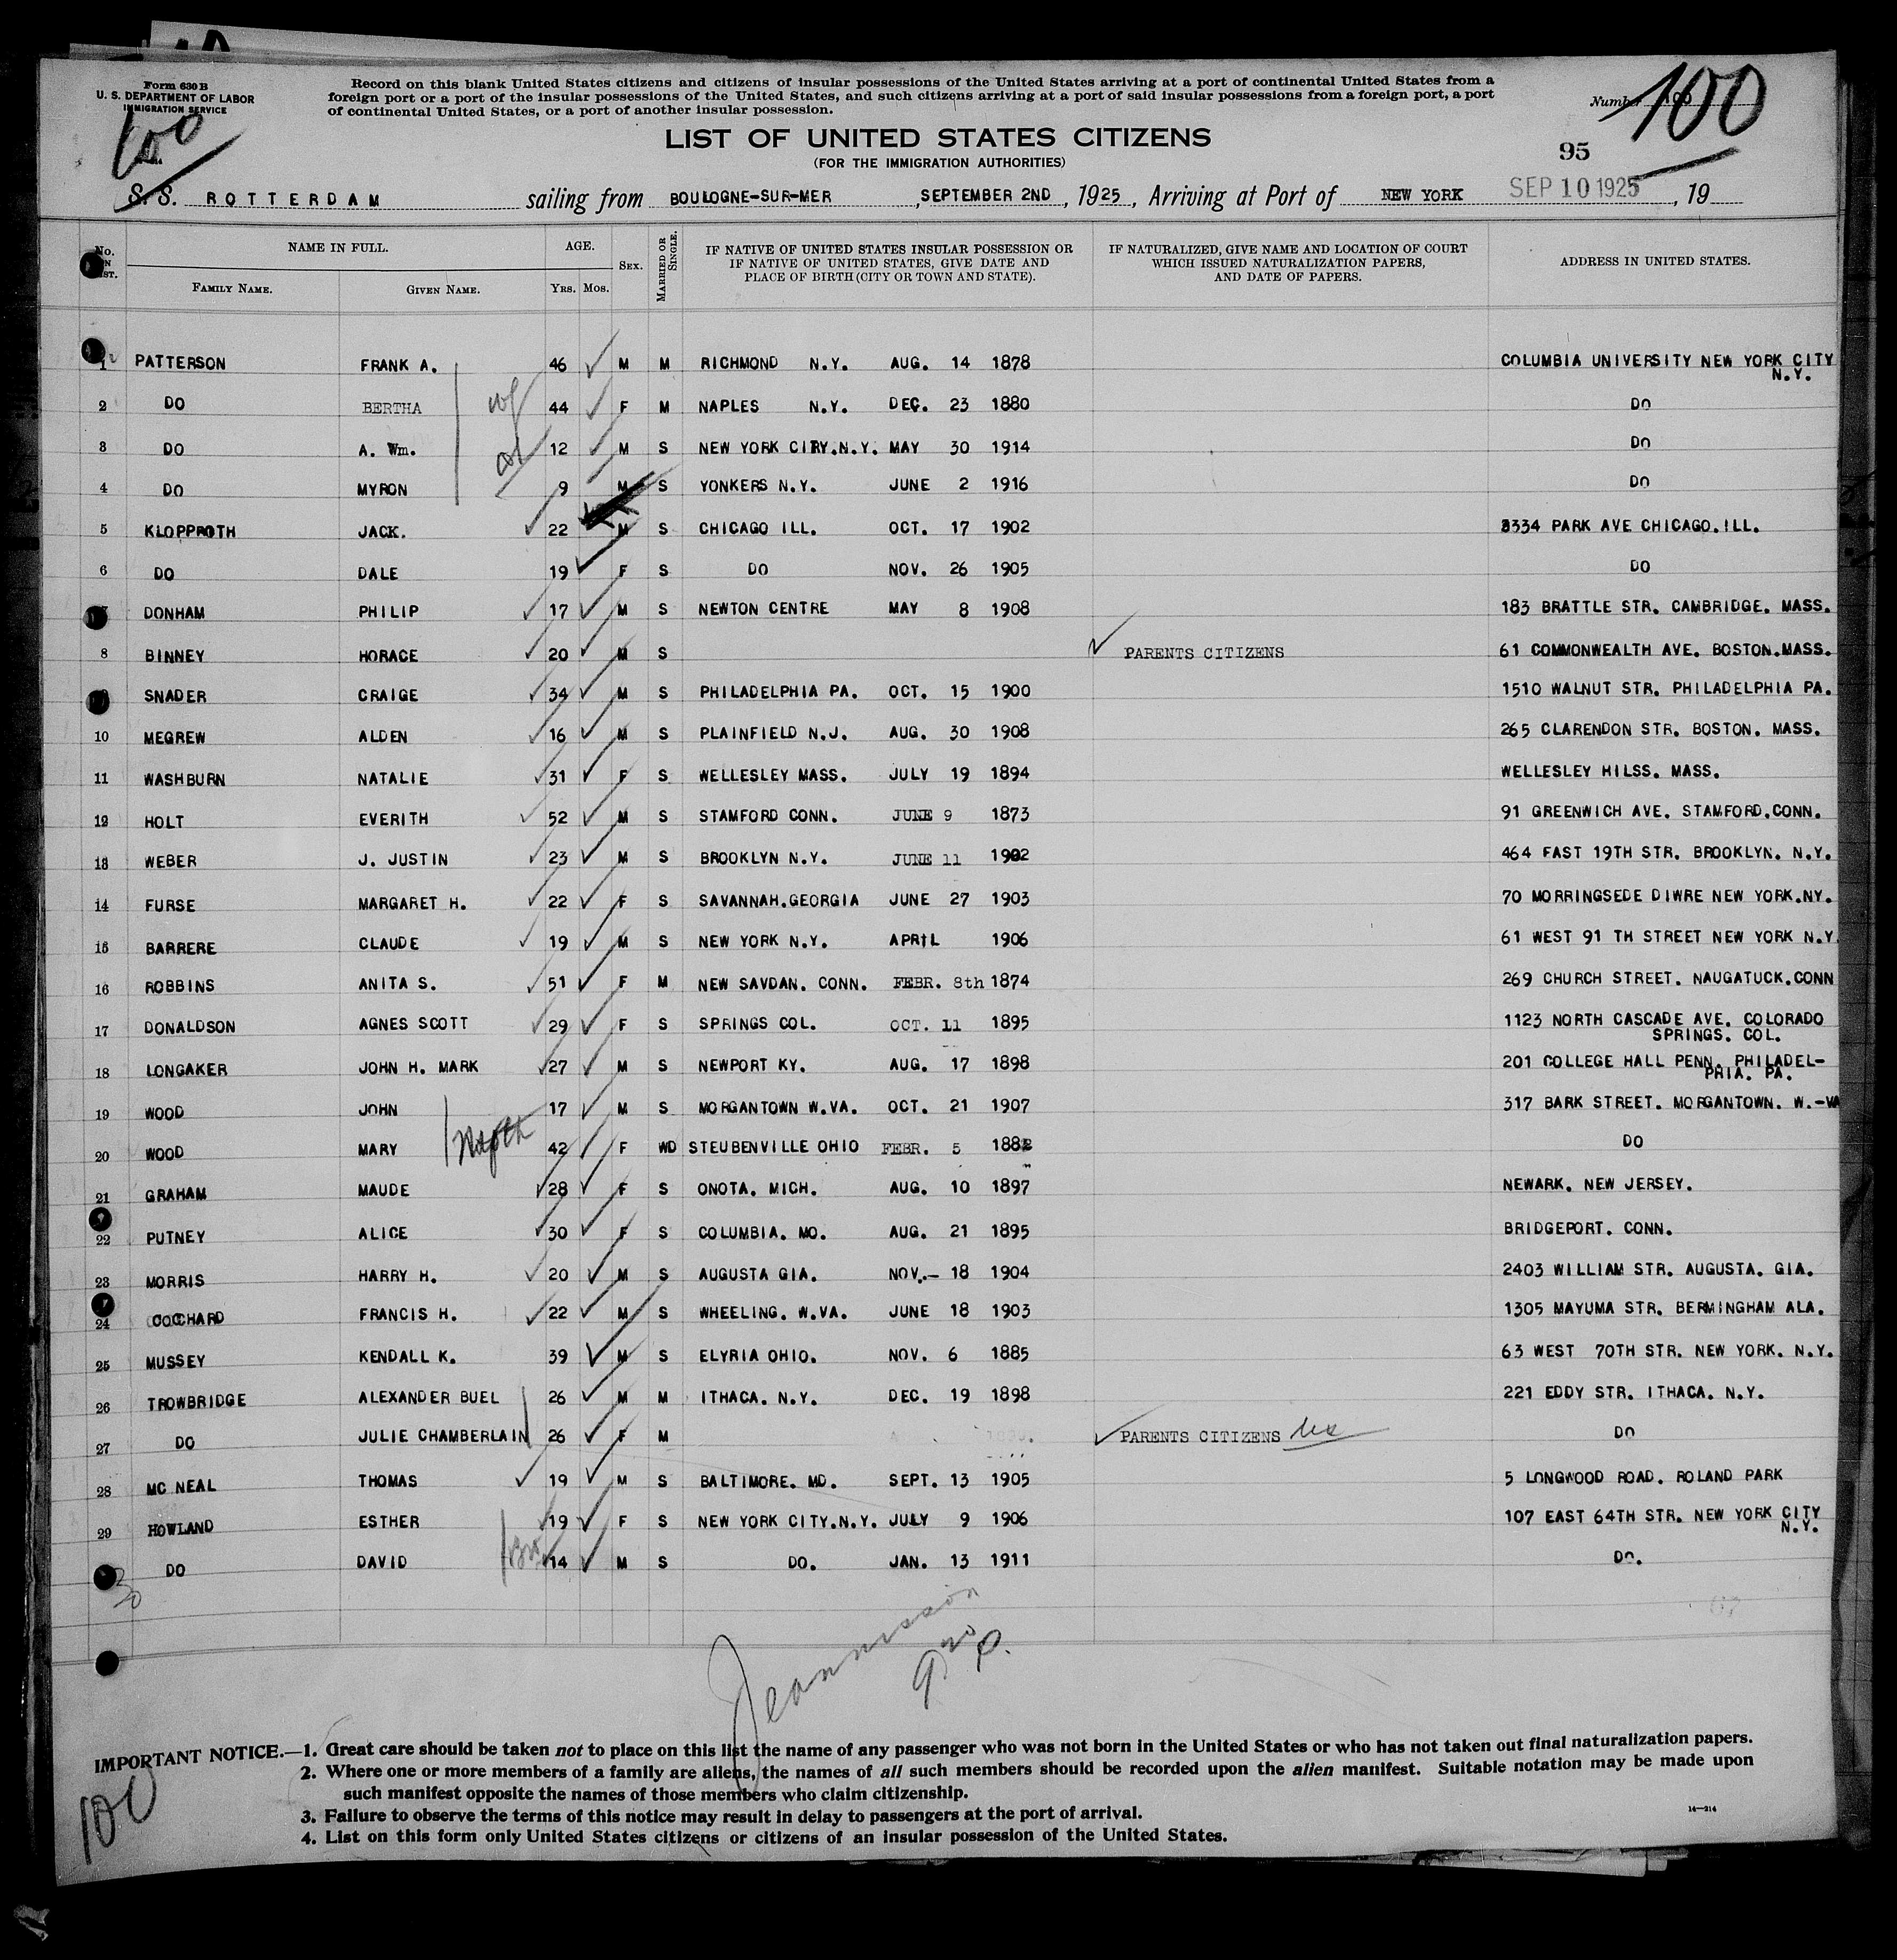 Form 630 B
U. S. DEPARTMENT OF LABOR
IMMIGRATION SERVICE
100
Record on this blank United States citizens and citizens of insular possessions of the United States arriving at a port of continental United States from a
foreign port or a port of the insular possessions of the United States, and such citizens arriving at a port of said insular possessions from a foreign port, a port
of continental United States, or a port of another insular possession.
Number 100
100
LIST OF UNITED STATES CITIZENS
(FOR THE IMMIGRATION AUTHORITIES)
95
S. S. ROTTERDAM sailing from BOULOGNE-SUR-MER, SEPTEMBER 2ND, 1925, Arriving at Port of NEW YORK SEP 10 1925, 19
No. ON LIST. NAME IN FULL. AGE. SEX. MARRIED OR SINGLE. IF NATIVE OF UNITED STATES INSULAR POSSESSION OR IF NATIVE OF UNITED STATES, GIVE DATE AND PLACE OF BIRTH (CITY OR TOWN AND STATE). IF NATURALIZED, GIVE NAME AND LOCATION OF COURT WHICH ISSUED NATURALIZATION PAPERS, AND DATE OF PAPERS. ADDRESS IN UNITED STATES.
FAMILY NAME. GIVEN NAME. YRS. MOS.
1 PATTERSON FRANK A. 46 M M RICHMOND N.Y. AUG. 14 1878 COLUMBIA UNIVERSITY NEW YORK CITY
N.Y.
2 DO BERTHA wf 44 F M NAPLES N.Y. DEC. 23 1880 DO
3 DO A. Wm. 12 M S NEW YORK CITY.N.Y. MAY 30 1914 DO
4 DO MYRON 9 M S YONKERS N.Y. JUNE 2 1916 DO
5 KLOPPROTH JACK. 22 M S CHICAGO ILL. OCT. 17 1902 3334 PARK AVE CHICAGO.ILL.
6 DO DALE 19 F S DO NOV. 26 1905 DO
DONHAM PHILIP 17 M S NEWTON CENTRE MAY 8 1908 183 BRATTLE STR. CAMBRIDGE. MASS.
8 BINNEY HORACE 20 M S PARENTS CITIZENS 61 COMMONWEALTH AVE. BOSTON.MASS.
SNADER CRAIGE 34 M S PHILADELPHIA PA. OCT. 15 1900 1510 WALNUT STR. PHILADELPHIA PA.
10 MEGREW ALDEN 16 M S PLAINFIELD N.J. AUG. 30 1908 265 CLARENDON STR. BOSTON. MASS.
11 WASHBURN NATALIE 31 F S WELLESLEY MASS. JULY 19 1894 WELLESLEY HILSS. MASS.
12 HOLT EVERITH 52 M S STAMFORD CONN. JUNE 9 1873 91 GREENWICH AVE. STAMFORD.CONN.
13 WEBER J. JUSTIN 23 M S BROOKLYN N.Y. JUNE 11 1902 464 EAST 19TH STR. BROOKLYN. N.Y.
14 FURSE MARGARET H. 22 F S SAVANNAH.GEORGIA JUNE 27 1903 70 MORRINGSEDE DIWRE NEW YORK.NY.
15 BARRERE CLAUDE 19 M S NEW YORK N.Y. APRIL 1906 61 WEST 91 TH STREET NEW YORK N.Y.
16 ROBBINS ANITA S. 51 F M NEW SAVDAN. CONN. FEBR. 8th 1874 269 CHURCH STREET. NAUGATUCK.CONN
17 DONALDSON AGNES SCOTT 29 F S SPRINGS COL. OCT. 11 1895 1123 NORTH CASCADE AVE. COLORADO
SPRINGS. COL.
18 LONGAKER JOHN H. MARK 27 M S NEWPORT KY. AUG. 17 1898 201 COLLEGE HALL PENN. PHILADEL-
PHIA. PA.
19 WOOD JOHN 17 M S MORGANTOWN W.VA. OCT. 21 1907 317 BARK STREET. MORGANTOWN. W.-VA
20 WOOD MARY 42 F WD STEUBENVILLE OHIO FEBR. 5 1882 DO
21 GRAHAM MAUDE 28 F S ONOTA. MICH. AUG. 10 1897 NEWARK. NEW JERSEY.
22 PUTNEY ALICE 30 F S COLUMBIA. MO. AUG. 21 1895 BRIDGEPORT. CONN.
23 MORRIS HARRY H. 20 M S AUGUSTA GIA. NOV.- 18 1904 2403 WILLIAM STR. AUGUSTA. GIA.
24 COCHARD FRANCIS H. 22 M S WHEELING. W.VA. JUNE 18 1903 1305 MAYUMA STR. BERMINGHAM ALA.
25 MUSSEY KENDALL K. 39 M S ELYRIA OHIO. NOV. 6 1885 63 WEST 70TH STR. NEW YORK. N.Y.
26 TROWBRIDGE ALEXANDER BUEL 26 M M ITHACA. N.Y. DEC. 19 1898 221 EDDY STR. ITHACA. N.Y.
27 DO JULIE CHAMBERLAIN 26 F M PARENTS CITIZENS DO
28 MC NEAL THOMAS 19 M S BALTIMORE. MD. SEPT. 13 1905 5 LONGWOOD ROAD. ROLAND PARK
29 HOWLAND ESTHER 19 F S NEW YORK CITY.N.Y. JULY 9 1906 107 EAST 64TH STR. NEW YORK CITY
N.Y.
30 DO DAVID 14 M S DO. JAN. 13 1911 DO.
IMPORTANT NOTICE.—1. Great care should be taken not to place on this list the name of any passenger who was not born in the United States or who has not taken out final naturalization papers.
2. Where one or more members of a family are aliens, the names of all such members should be recorded upon the alien manifest. Suitable notation may be made upon
such manifest opposite the names of those members who claim citizenship.
3. Failure to observe the terms of this notice may result in delay to passengers at the port of arrival.
14—214
4. List on this form only United States citizens or citizens of an insular possession of the United States.
100